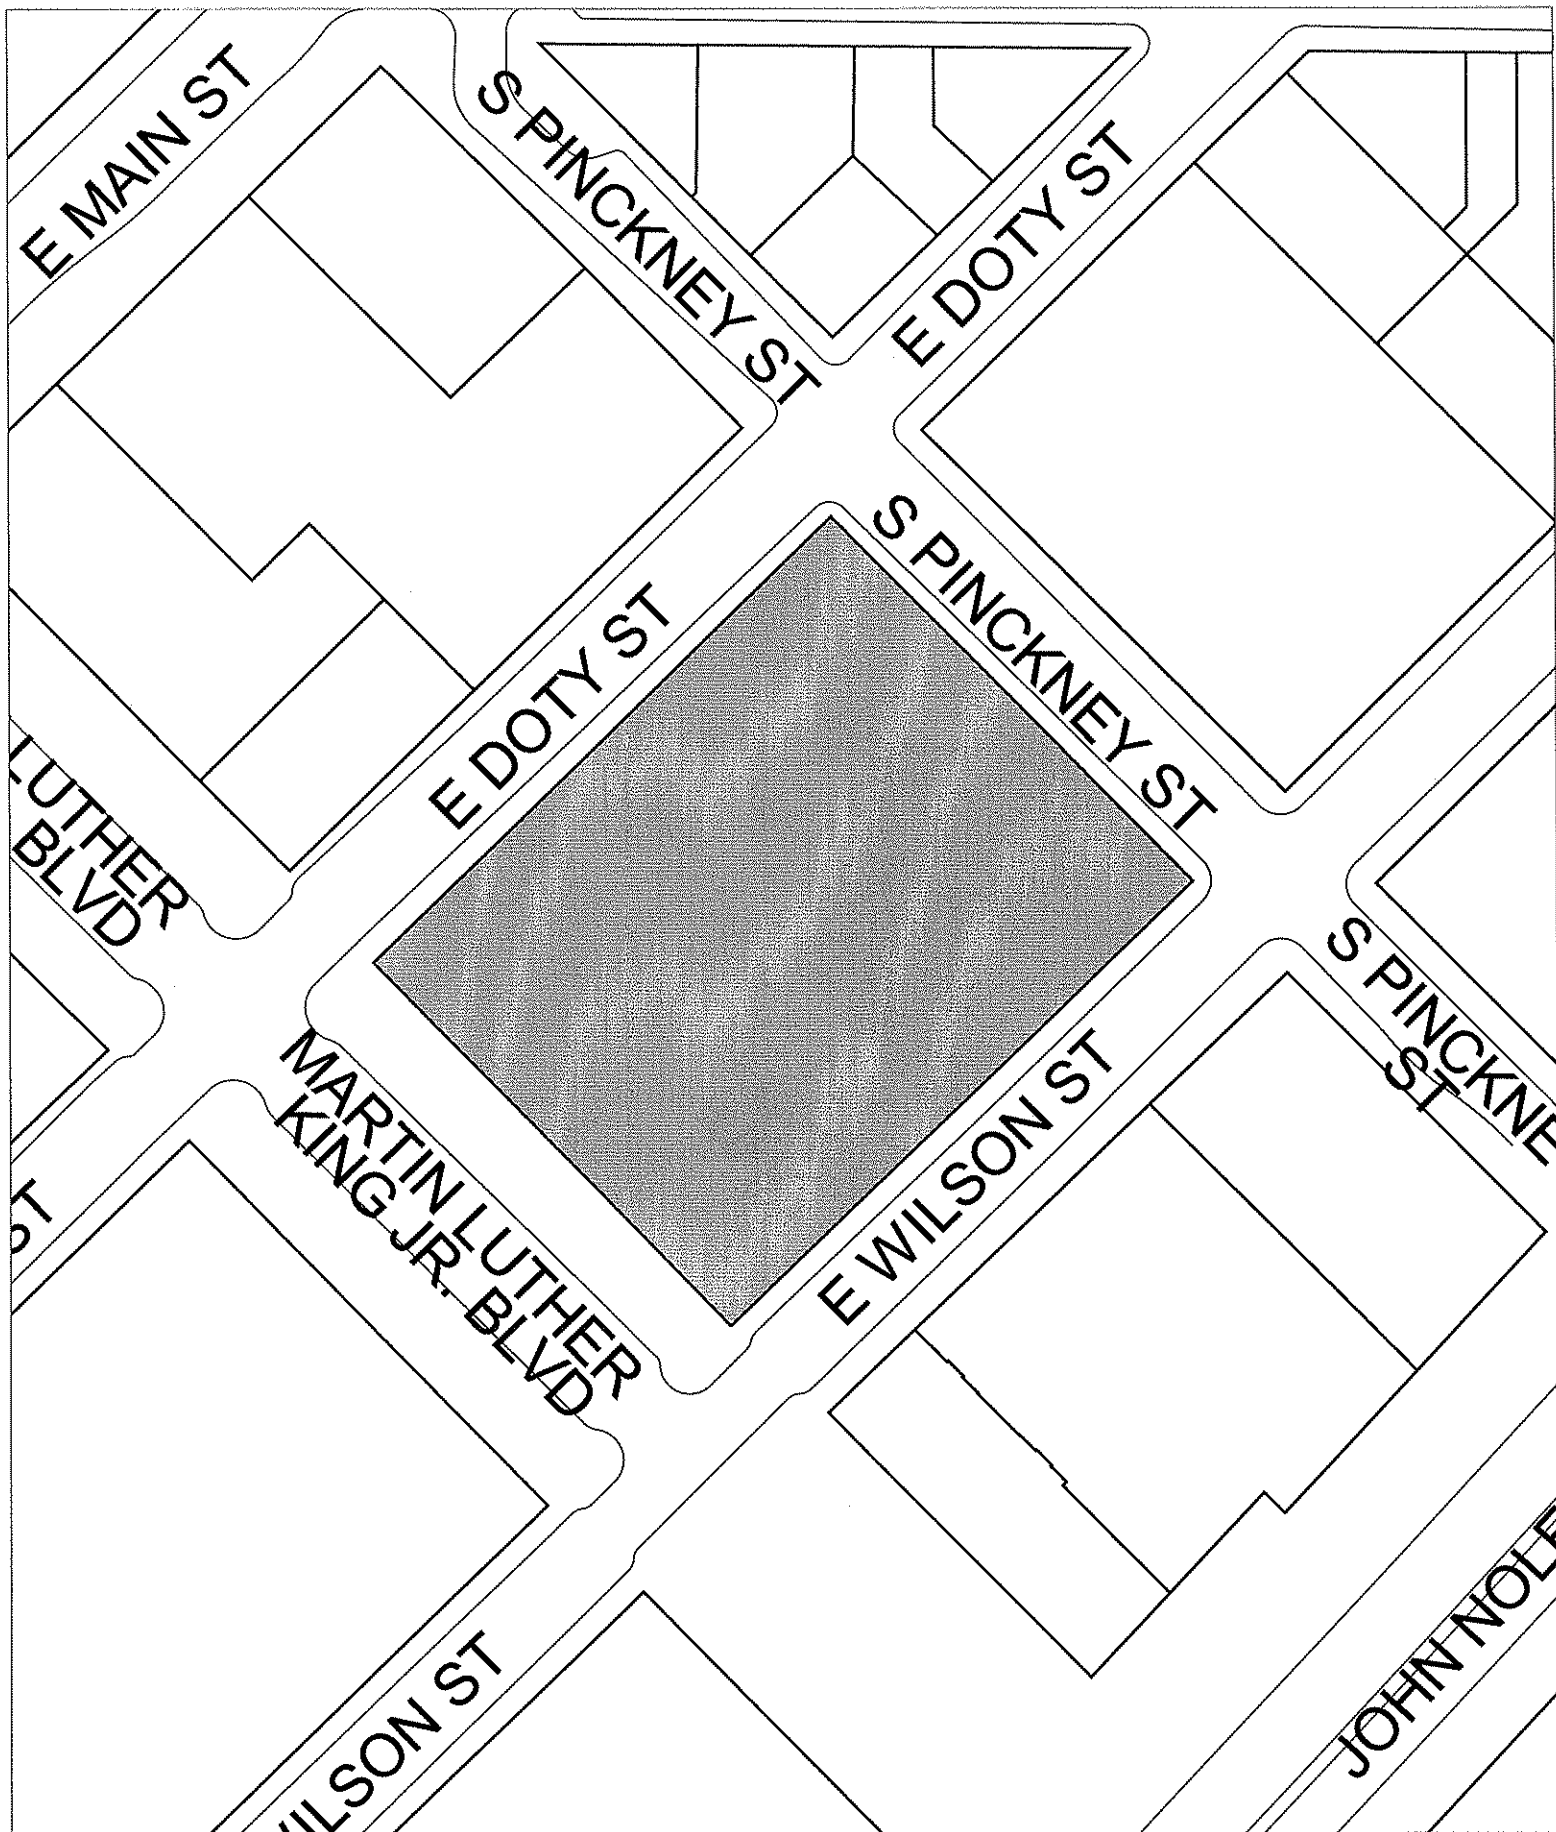 E MAIN ST
S PINCKNEY ST
E DOTY ST
S PINCKNEY ST
E DOTY ST
LUTHER
BLVD
S PINCKNE
ST
MARTIN LUTHER
KING JR. BLVD
E WILSON ST
ST
WILSON ST
JOHN NOLE